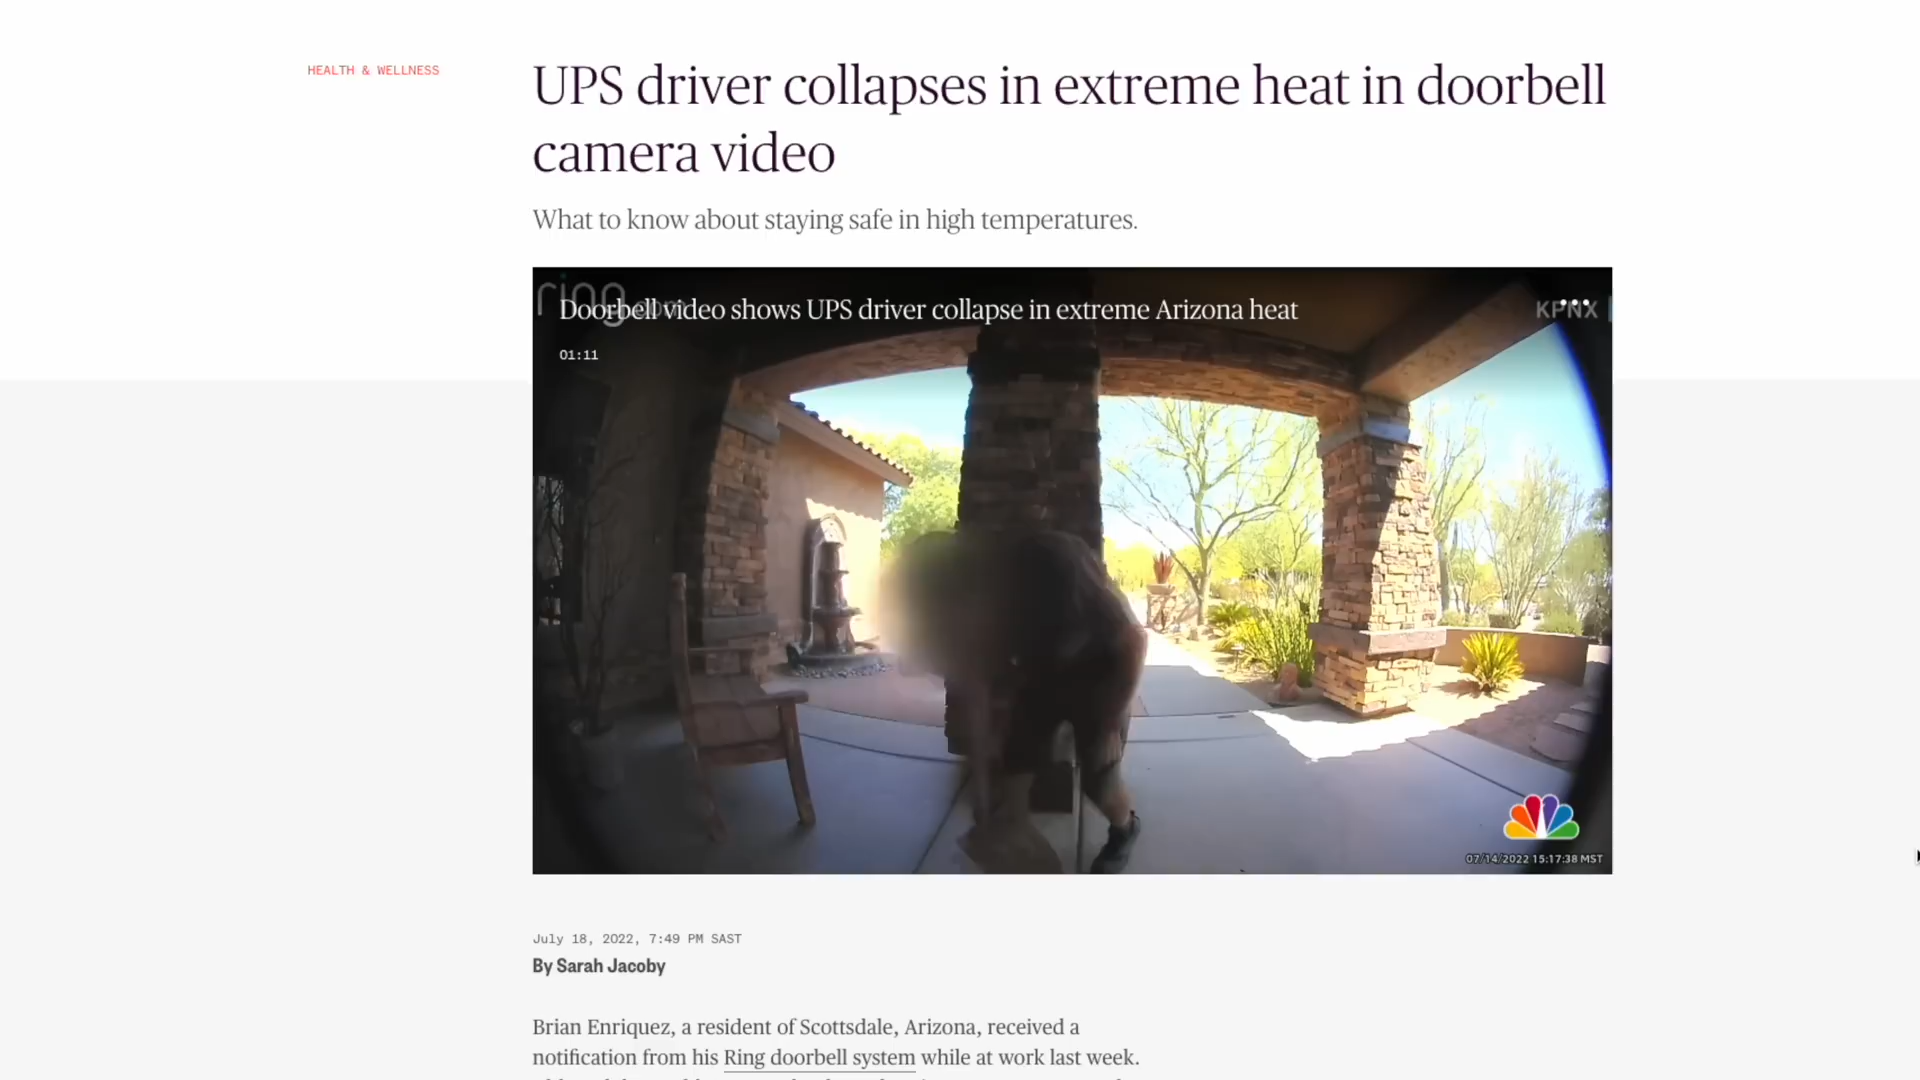 HEALTH & WELLNESS
UPS driver collapses in extreme heat in doorbell
camera video
What to know about staying safe in high temperatures.
ring.com
Doorbell video shows UPS driver collapse in extreme Arizona heat
KPNX
01:11
07/14/2022 15:17:38 MST
July 18, 2022, 7:49 PM SAST
By Sarah Jacoby
Brian Enriquez, a resident of Scottsdale, Arizona, received a
notification from his Ring doorbell system while at work last week.